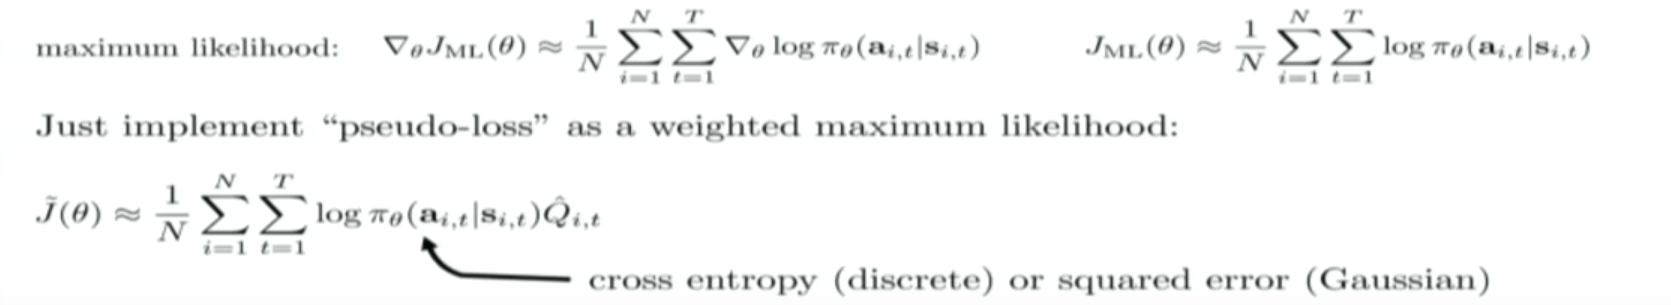 maximum likelihood: ∇θJML(θ) ≈ 1/N ∑_{i=1}^{N} ∑_{t=1}^{T} ∇θ log πθ(a_{i,t}|s_{i,t}) JML(θ) ≈ 1/N ∑_{i=1}^{N} ∑_{t=1}^{T} log πθ(a_{i,t}|s_{i,t})
Just implement “pseudo-loss” as a weighted maximum likelihood:
J̃(θ) ≈ 1/N ∑_{i=1}^{N} ∑_{t=1}^{T} log πθ(a_{i,t}|s_{i,t})Q̂_{i,t}
cross entropy (discrete) or squared error (Gaussian)